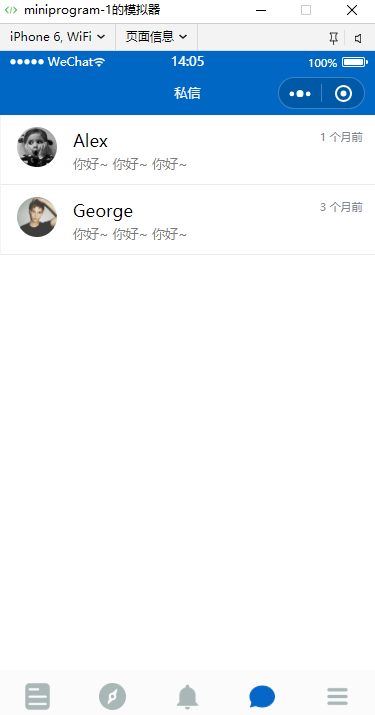 miniprogram-1的模拟器
iPhone 6, WiFi 页面信息
WeChat 14:05 100%
私信
Alex 1 个月前
你好~ 你好~ 你好~
George 3 个月前
你好~ 你好~ 你好~